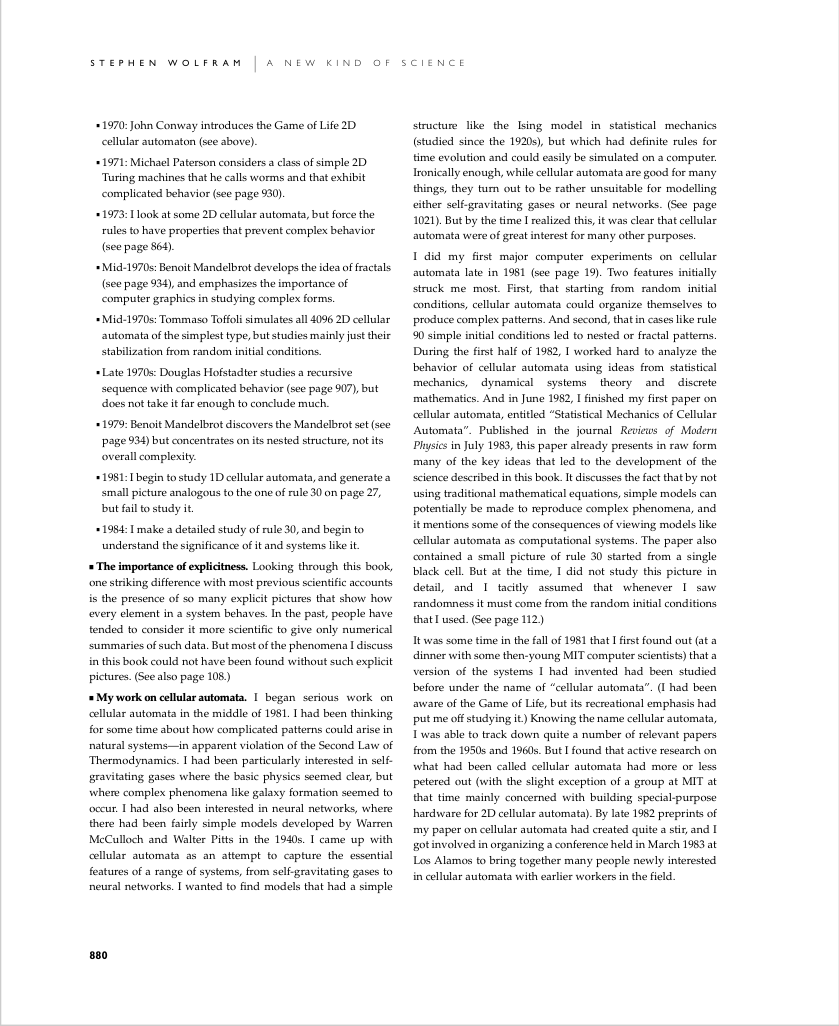 STEPHEN WOLFRAM | A NEW KIND OF SCIENCE
▪ 1970: John Conway introduces the Game of Life 2D
cellular automaton (see above).
▪ 1971: Michael Paterson considers a class of simple 2D
Turing machines that he calls worms and that exhibit
complicated behavior (see page 930).
▪ 1973: I look at some 2D cellular automata, but force the
rules to have properties that prevent complex behavior
(see page 864).
▪ Mid-1970s: Benoit Mandelbrot develops the idea of fractals
(see page 934), and emphasizes the importance of
computer graphics in studying complex forms.
▪ Mid-1970s: Tommaso Toffoli simulates all 4096 2D cellular
automata of the simplest type, but studies mainly just their
stabilization from random initial conditions.
▪ Late 1970s: Douglas Hofstadter studies a recursive
sequence with complicated behavior (see page 907), but
does not take it far enough to conclude much.
▪ 1979: Benoit Mandelbrot discovers the Mandelbrot set (see
page 934) but concentrates on its nested structure, not its
overall complexity.
▪ 1981: I begin to study 1D cellular automata, and generate a
small picture analogous to the one of rule 30 on page 27,
but fail to study it.
▪ 1984: I make a detailed study of rule 30, and begin to
understand the significance of it and systems like it.
▪ The importance of explicitness. Looking through this book,
one striking difference with most previous scientific accounts
is the presence of so many explicit pictures that show how
every element in a system behaves. In the past, people have
tended to consider it more scientific to give only numerical
summaries of such data. But most of the phenomena I discuss
in this book could not have been found without such explicit
pictures. (See also page 108.)
▪ My work on cellular automata. I began serious work on
cellular automata in the middle of 1981. I had been thinking
for some time about how complicated patterns could arise in
natural systems—in apparent violation of the Second Law of
Thermodynamics. I had been particularly interested in self-
gravitating gases where the basic physics seemed clear, but
where complex phenomena like galaxy formation seemed to
occur. I had also been interested in neural networks, where
there had been fairly simple models developed by Warren
McCulloch and Walter Pitts in the 1940s. I came up with
cellular automata as an attempt to capture the essential
features of a range of systems, from self-gravitating gases to
neural networks. I wanted to find models that had a simple
structure like the Ising model in statistical mechanics
(studied since the 1920s), but which had definite rules for
time evolution and could easily be simulated on a computer.
Ironically enough, while cellular automata are good for many
things, they turn out to be rather unsuitable for modelling
either self-gravitating gases or neural networks. (See page
1021). But by the time I realized this, it was clear that cellular
automata were of great interest for many other purposes.
I did my first major computer experiments on cellular
automata late in 1981 (see page 19). Two features initially
struck me most. First, that starting from random initial
conditions, cellular automata could organize themselves to
produce complex patterns. And second, that in cases like rule
90 simple initial conditions led to nested or fractal patterns.
During the first half of 1982, I worked hard to analyze the
behavior of cellular automata using ideas from statistical
mechanics, dynamical systems theory and discrete
mathematics. And in June 1982, I finished my first paper on
cellular automata, entitled “Statistical Mechanics of Cellular
Automata”. Published in the journal Reviews of Modern
Physics in July 1983, this paper already presents in raw form
many of the key ideas that led to the development of the
science described in this book. It discusses the fact that by not
using traditional mathematical equations, simple models can
potentially be made to reproduce complex phenomena, and
it mentions some of the consequences of viewing models like
cellular automata as computational systems. The paper also
contained a small picture of rule 30 started from a single
black cell. But at the time, I did not study this picture in
detail, and I tacitly assumed that whenever I saw
randomness it must come from the random initial conditions
that I used. (See page 112.)
It was some time in the fall of 1981 that I first found out (at a
dinner with some then-young MIT computer scientists) that a
version of the systems I had invented had been studied
before under the name of “cellular automata”. (I had been
aware of the Game of Life, but its recreational emphasis had
put me off studying it.) Knowing the name cellular automata,
I was able to track down quite a number of relevant papers
from the 1950s and 1960s. But I found that active research on
what had been called cellular automata had more or less
petered out (with the slight exception of a group at MIT at
that time mainly concerned with building special-purpose
hardware for 2D cellular automata). By late 1982 preprints of
my paper on cellular automata had created quite a stir, and I
got involved in organizing a conference held in March 1983 at
Los Alamos to bring together many people newly interested
in cellular automata with earlier workers in the field.
880